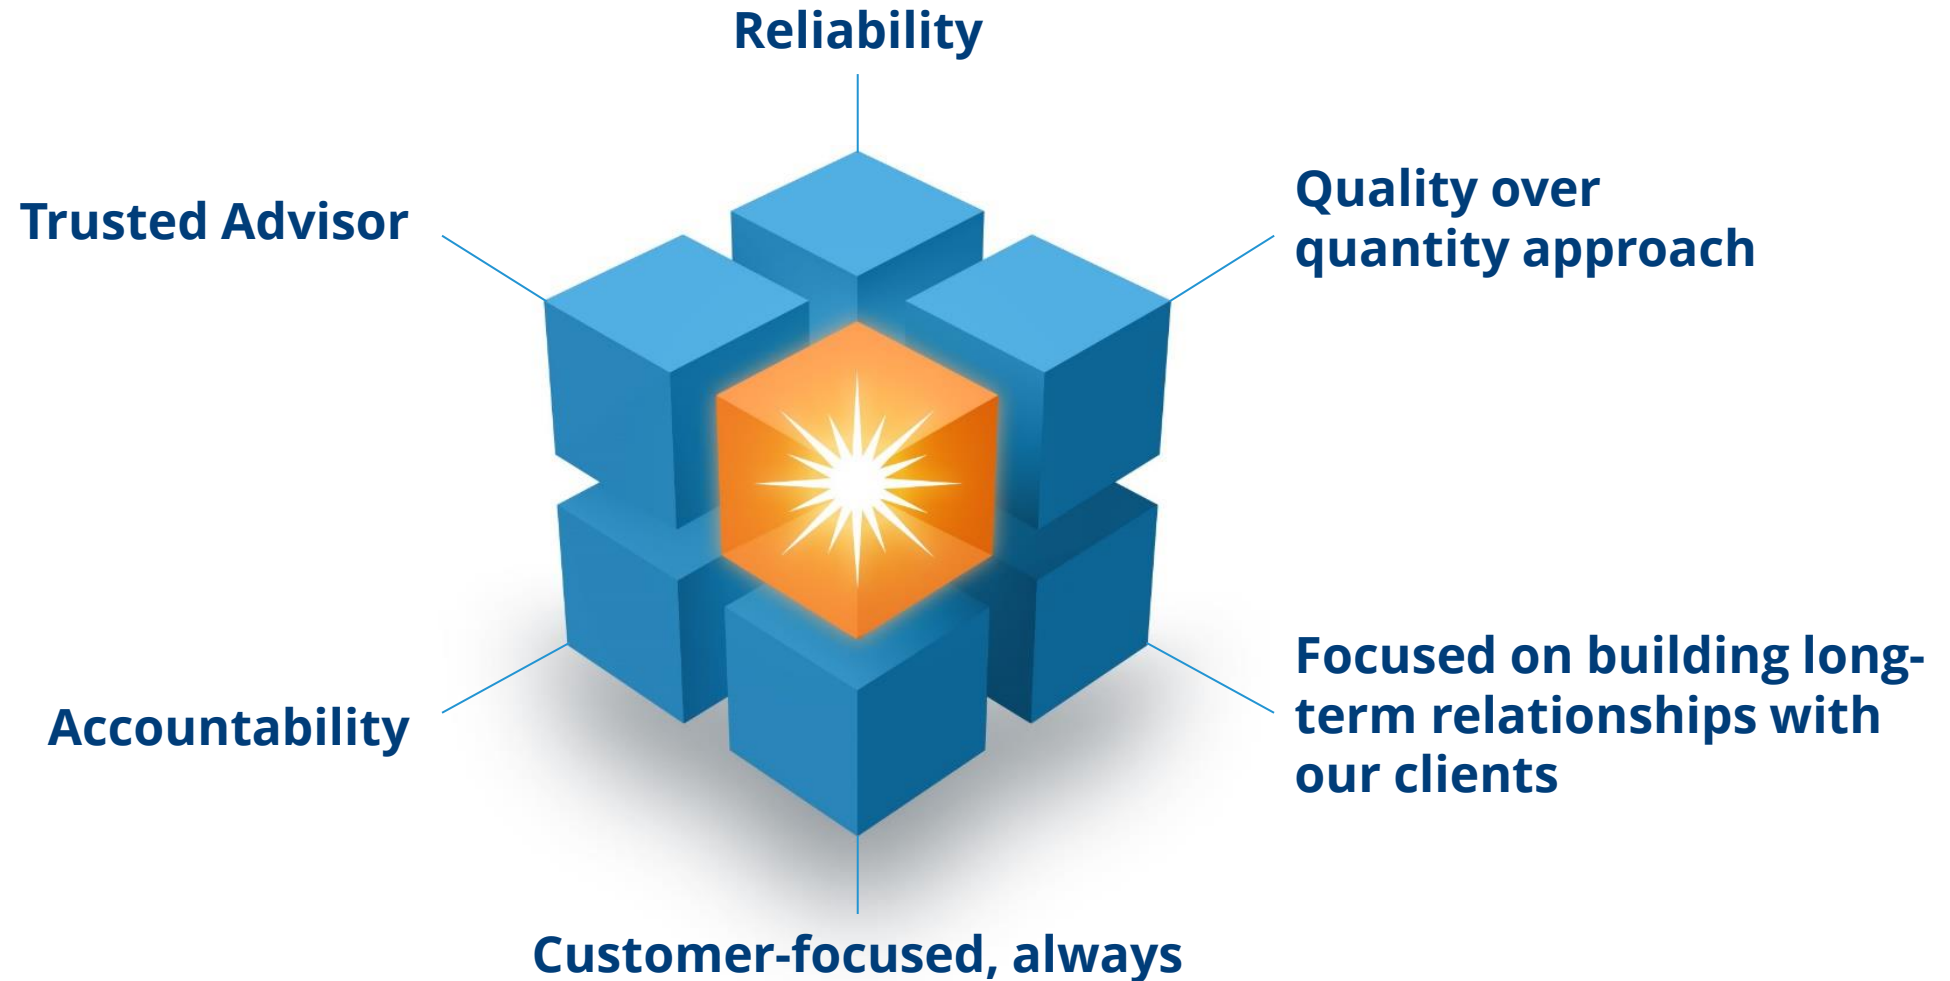 Reliability
Trusted Advisor
Quality over
quantity approach
Accountability
Focused on building long-
term relationships with
our clients
Customer-focused, always